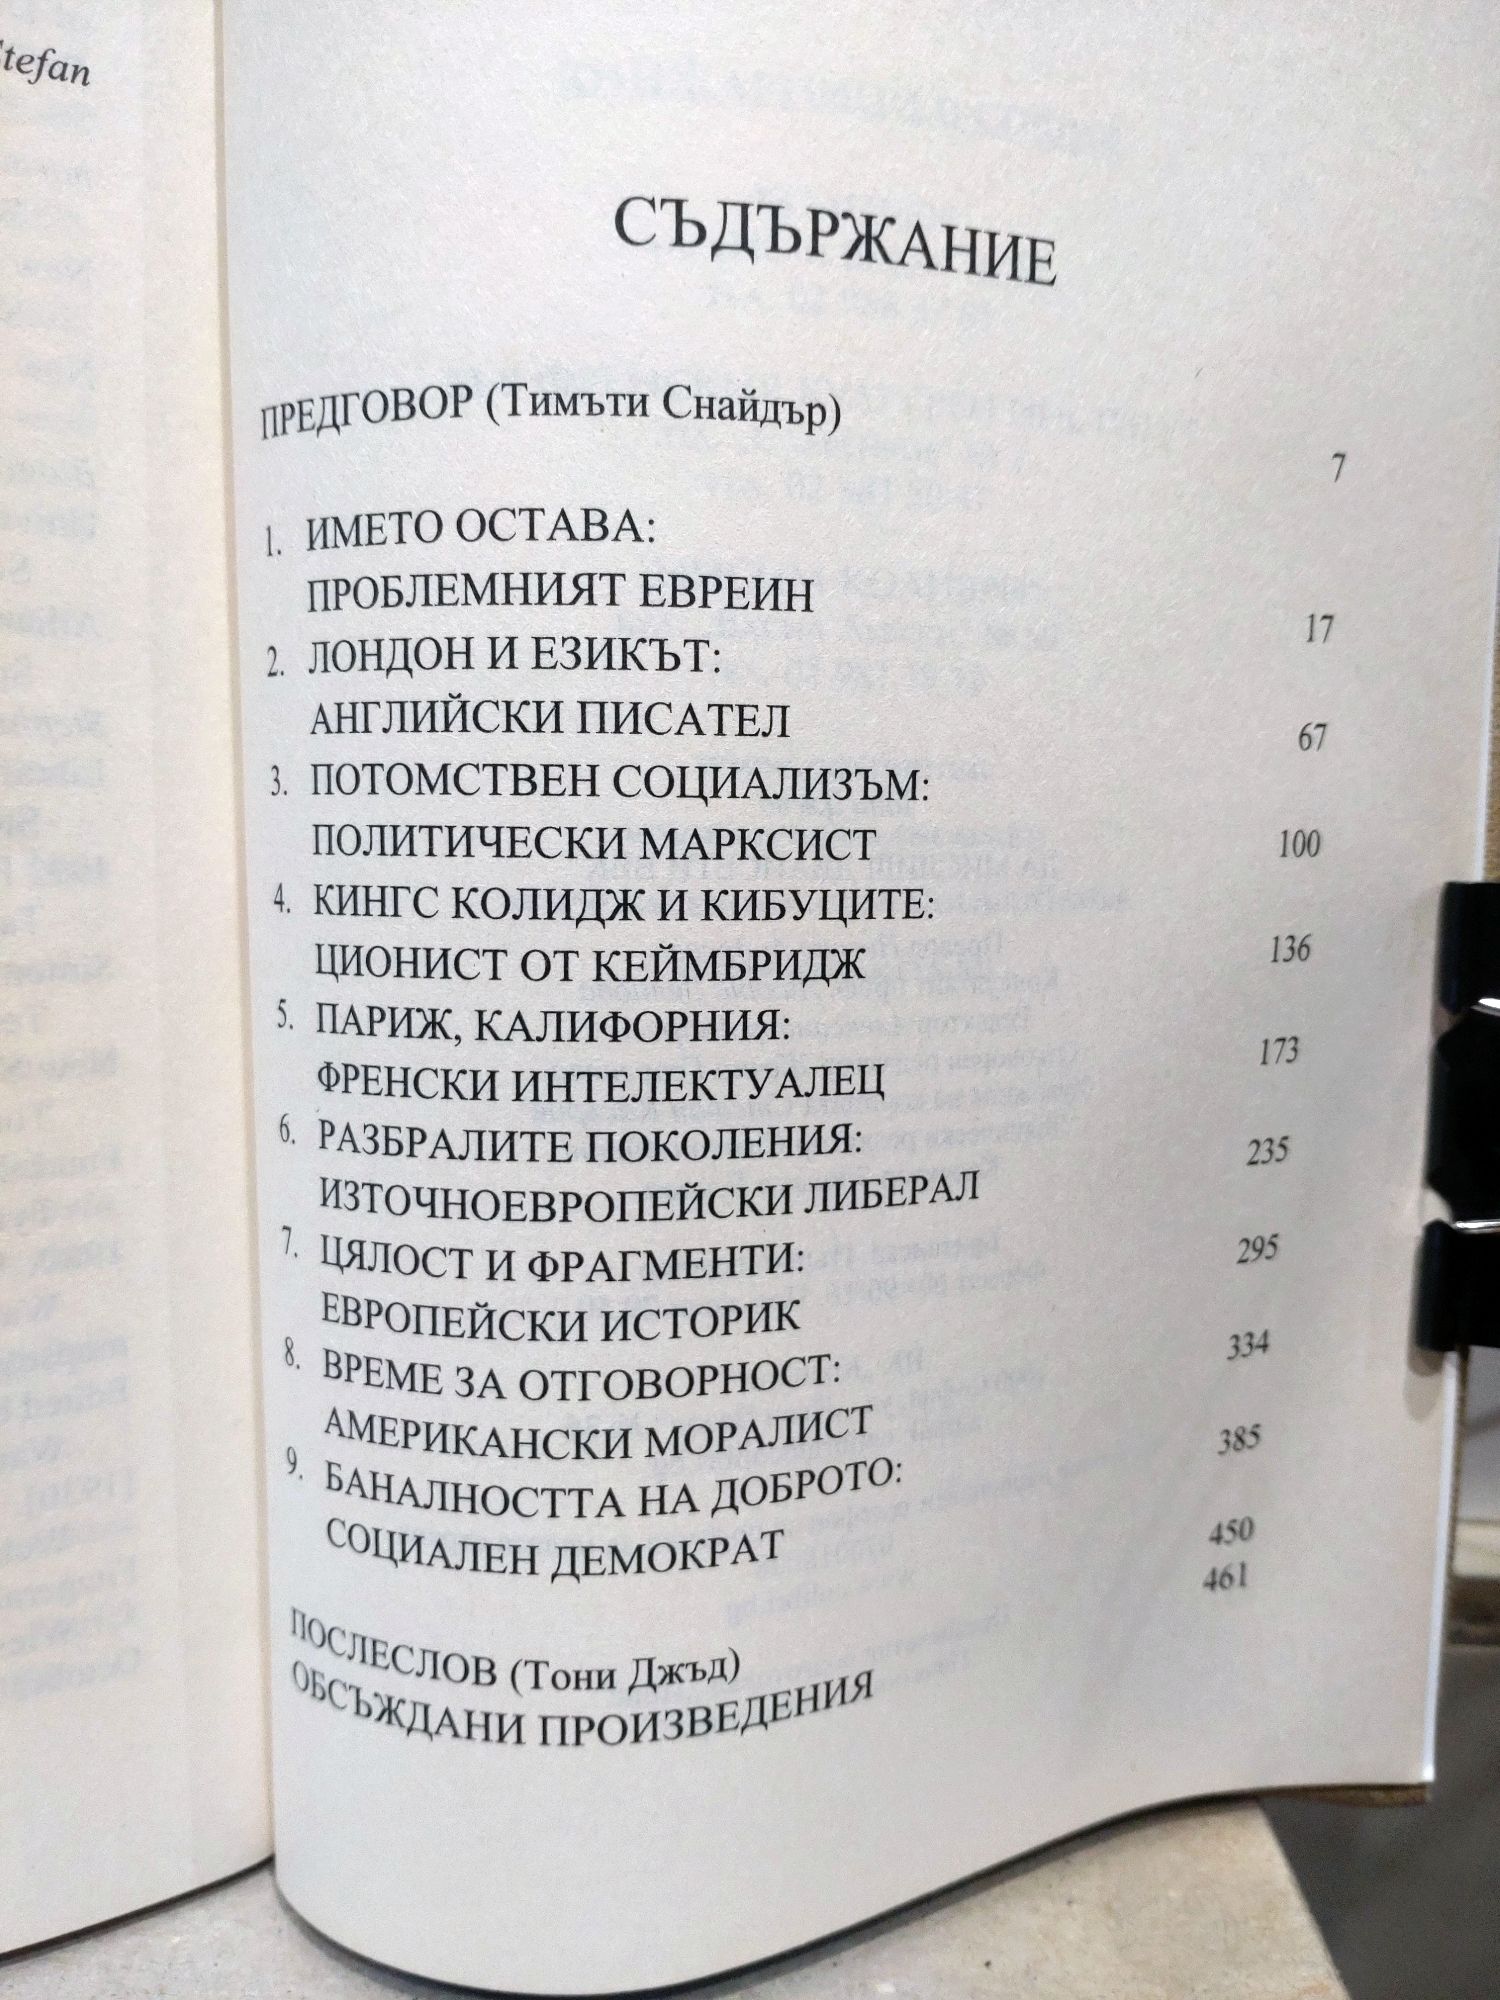 Stefan
СЪДЪРЖАНИЕ
ПРЕДГОВОР (Тимъти Снайдър) 7
1. ИМЕТО ОСТАВА:
ПРОБЛЕМНИЯТ ЕВРЕИН 17
2. ЛОНДОН И ЕЗИКЪТ:
АНГЛИЙСКИ ПИСАТЕЛ 67
3. ПОТОМСТВЕН СОЦИАЛИЗЪМ:
ПОЛИТИЧЕСКИ МАРКСИСТ 100
4. КИНГС КОЛИДЖ И КИБУЦИТЕ:
ЦИОНИСТ ОТ КЕЙМБРИДЖ 136
5. ПАРИЖ, КАЛИФОРНИЯ:
ФРЕНСКИ ИНТЕЛЕКТУАЛЕЦ 173
6. РАЗБРАЛИТЕ ПОКОЛЕНИЯ:
ИЗТОЧНОЕВРОПЕЙСКИ ЛИБЕРАЛ 235
7. ЦЯЛОСТ И ФРАГМЕНТИ:
ЕВРОПЕЙСКИ ИСТОРИК 295
8. ВРЕМЕ ЗА ОТГОВОРНОСТ:
АМЕРИКАНСКИ МОРАЛИСТ 334
9. БАНАЛНОСТТА НА ДОБРОТО:
СОЦИАЛЕН ДЕМОКРАТ 385
ПОСЛЕСЛОВ (Тони Джъд) 450
ОБСЪЖДАНИ ПРОИЗВЕДЕНИЯ 461